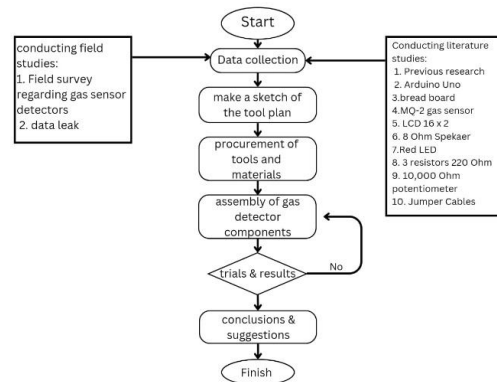 Start
conducting field
studies:
1. Field survey
regarding gas sensor
detectors
2. data leak
Data collection
Conducting literature
studies:
1. Previous research
2. Arduino Uno
3.bread board
4.MQ-2 gas sensor
5. LCD 16 x 2
6. 8 Ohm Spekaer
7.Red LED
8. 3 resistors 220 Ohm
9. 10,000 Ohm
potentiometer
10. Jumper Cables
make a sketch of
the tool plan
procurement of
tools and
materials
assembly of gas
detector
components
trials & results
No
conclusions &
suggestions
Finish